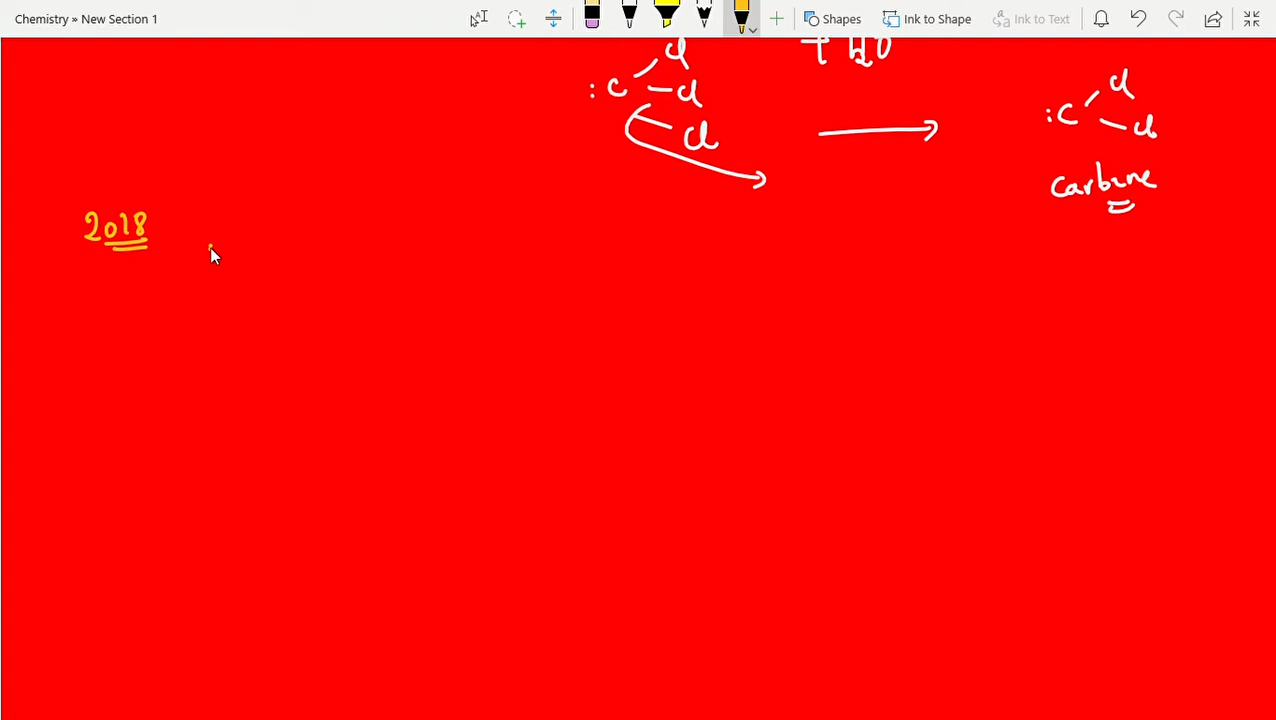 Chemistry » New Section 1
Shapes
Ink to Shape
Ink to Text
+ H2O
:C Cl Cl Cl
:C Cl Cl
carbene
2018